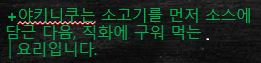 +야키니쿠는 소고기를 먼저 소스에
담근 다음, 직화에 구워 먹는 .
요리입니다.